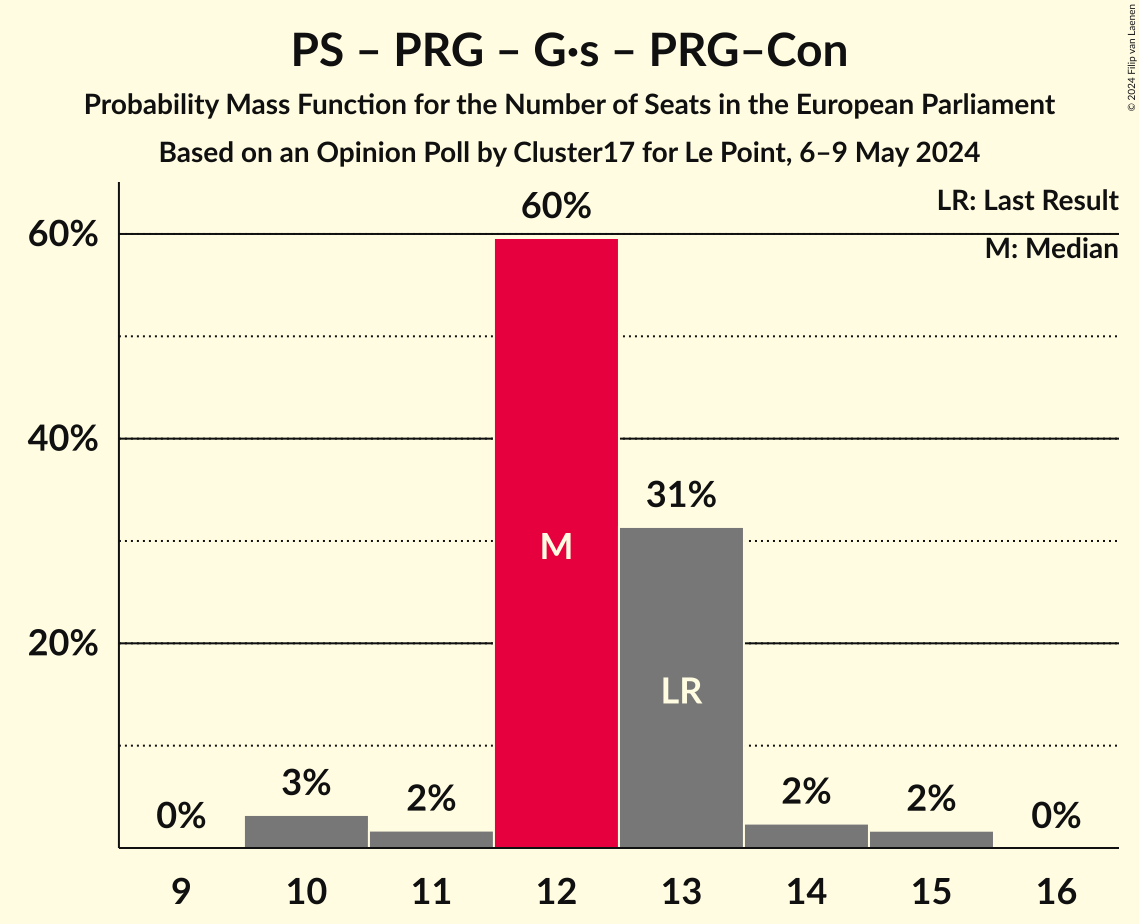 PS – PRG – G·s – PRG–Con
Probability Mass Function for the Number of Seats in the European Parliament
Based on an Opinion Poll by Cluster17 for Le Point, 6–9 May 2024
© 2024 Filip van Laenen
LR: Last Result
M: Median
60%
40%
20%
0%
3%
2%
60%
31%
2%
2%
0%
M
LR
9
10
11
12
13
14
15
16